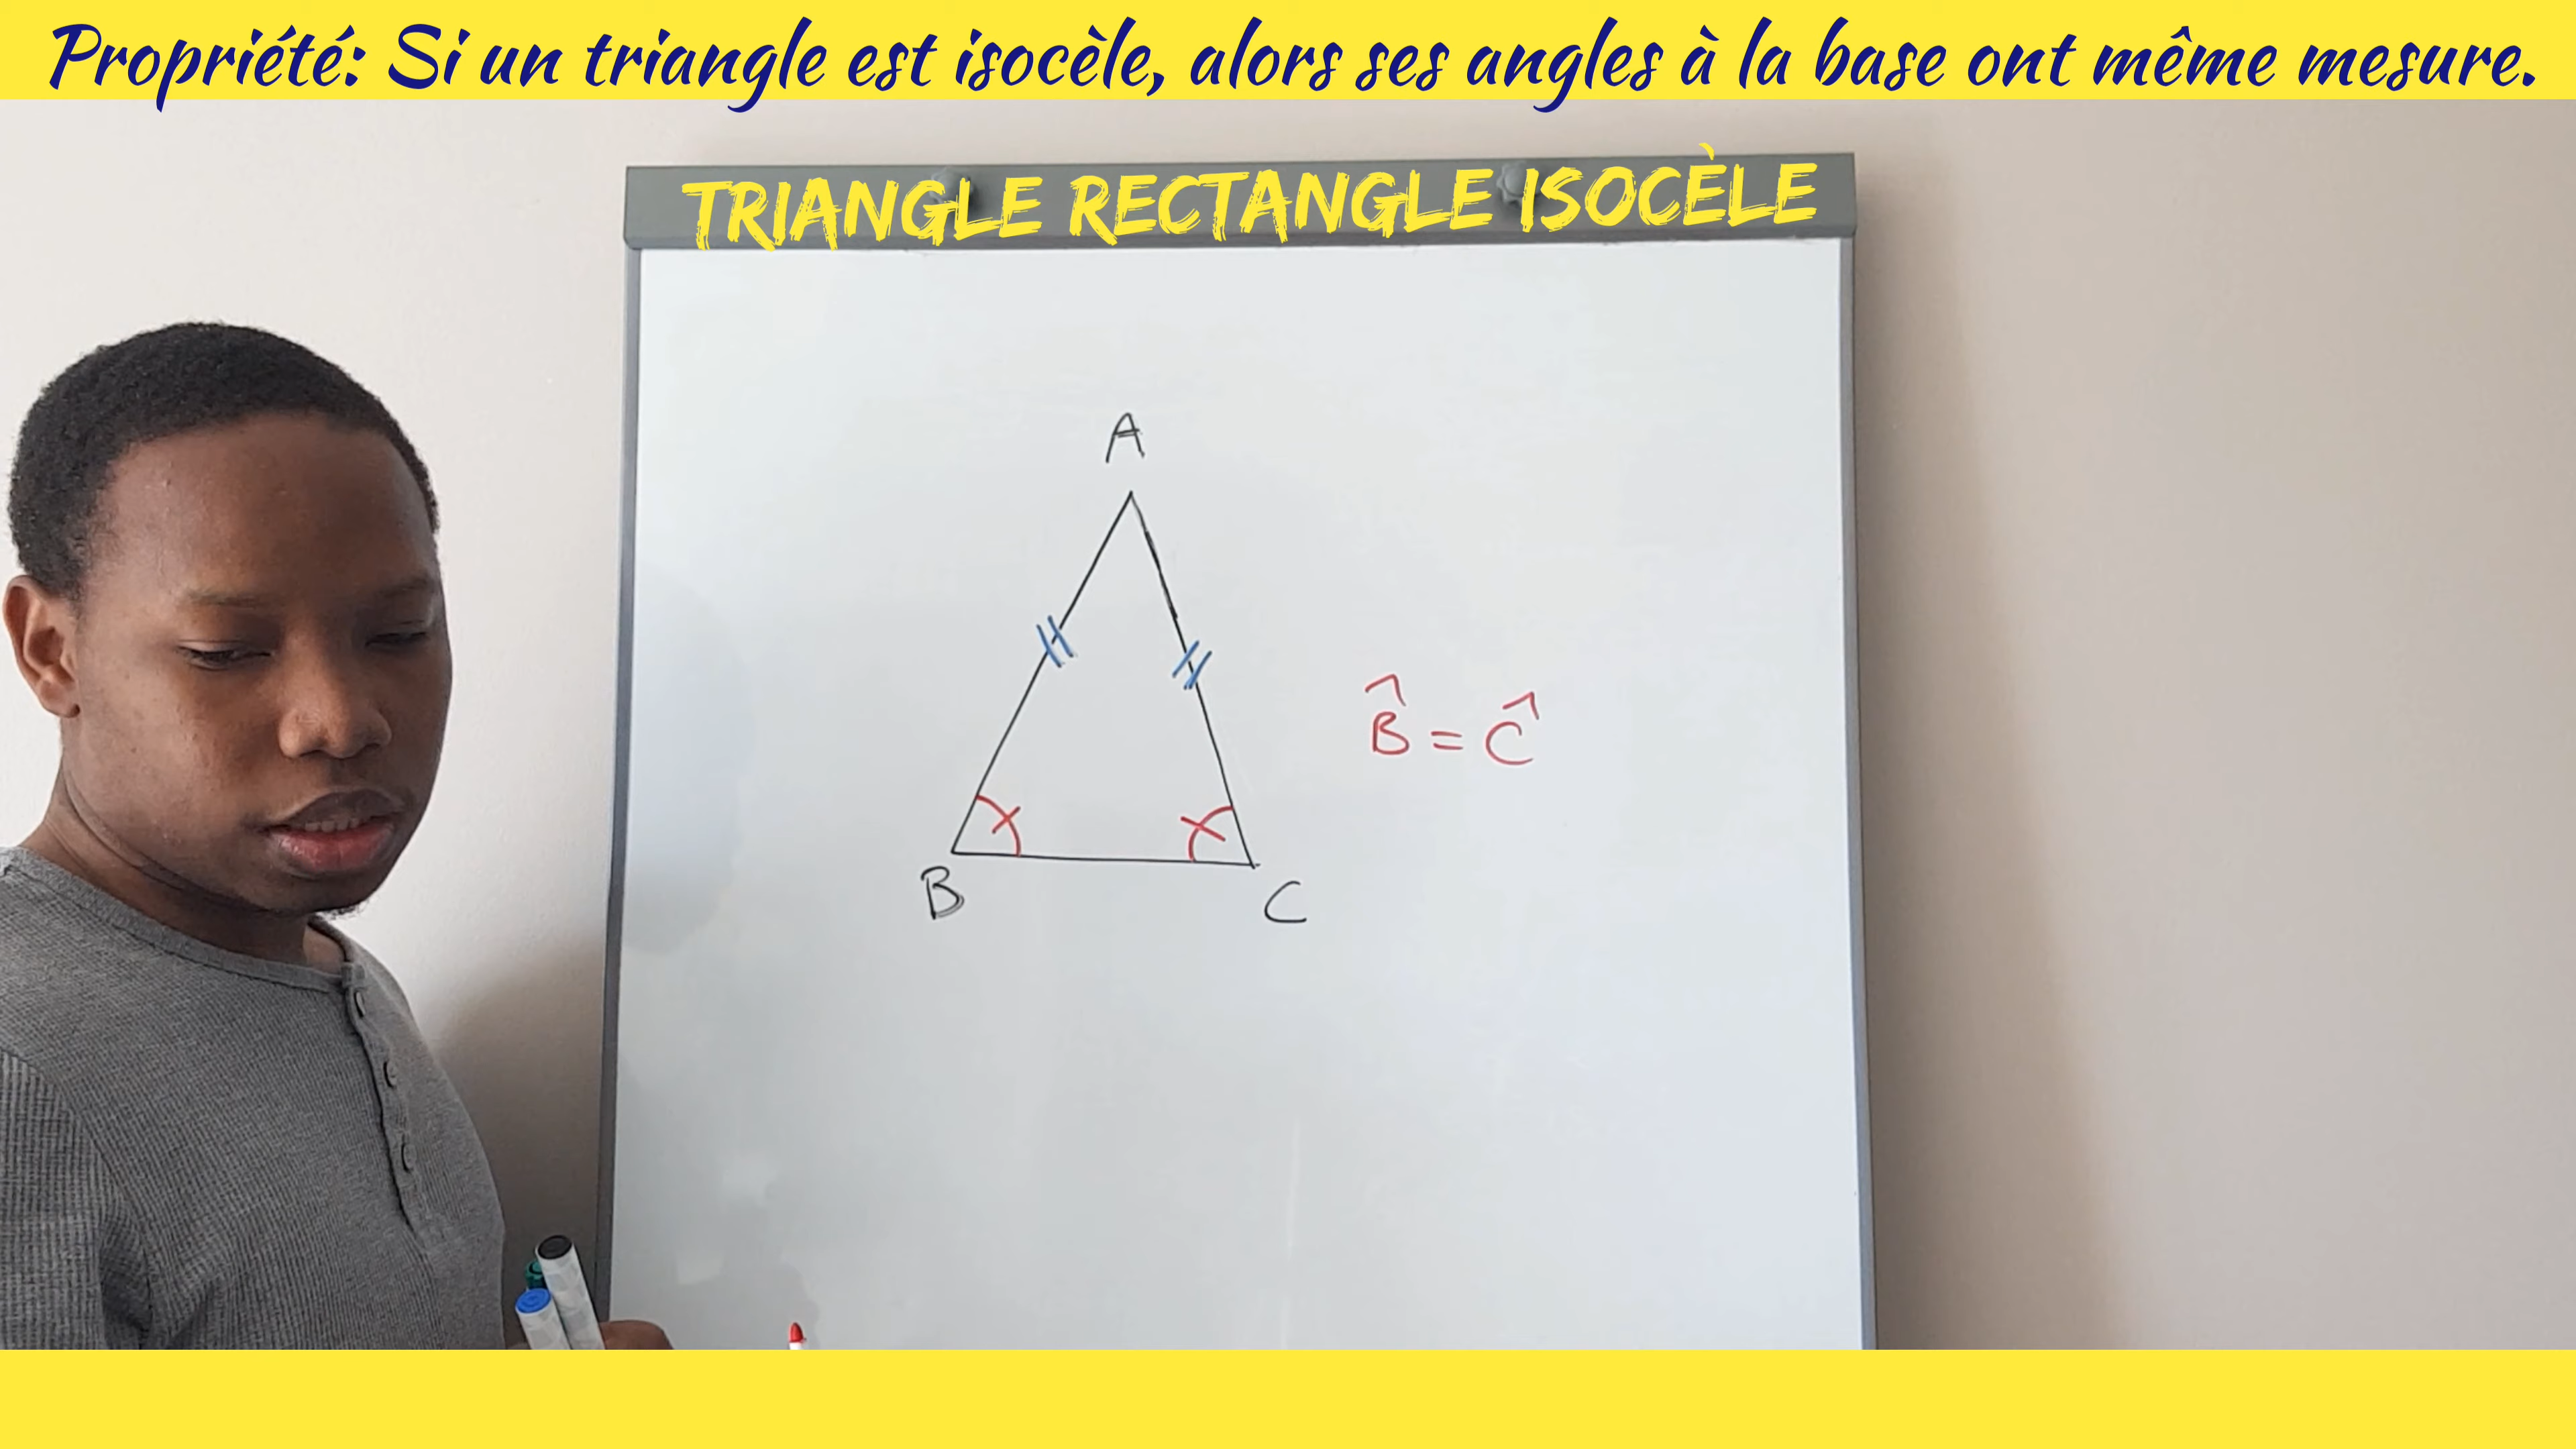 Propriété: Si un triangle est isocèle, alors ses angles à la base ont même mesure.
TRIANGLE RECTANGLE ISOCÈLE
A
B̂ = Ĉ
B
C